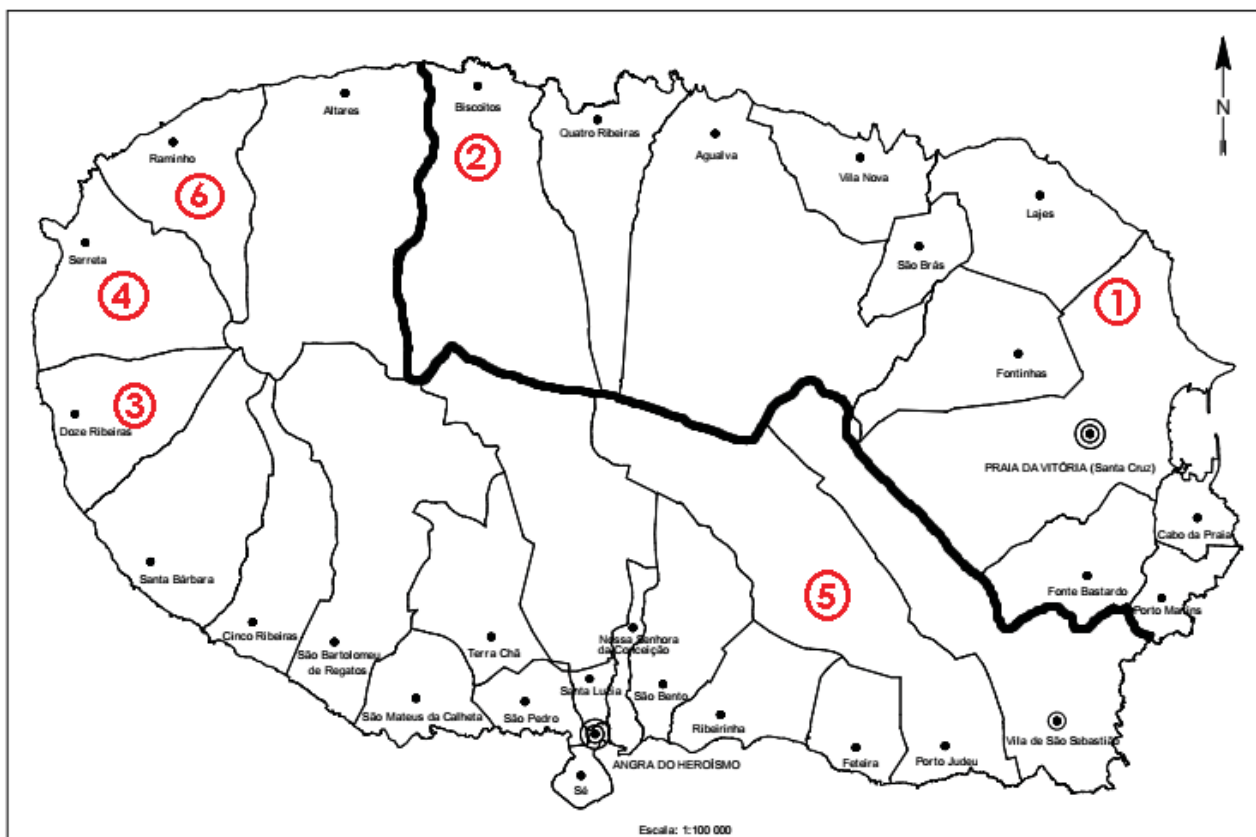 Altares
Biscoitos
Quatro Ribeiras
Agualva
Raminho
2
Vila Nova
6
Lajes
Serreta
São Brás
4
1
Fontinhas
3
Doze Ribeiras
PRAIA DA VITÓRIA (Santa Cruz)
Cabo da Praia
Santa Bárbara
Fonte Bastardo
5
Porto Martins
Cinco Ribeiras
São Bartolomeu
de Regatos
Terra Chã
Nossa Senhora
da Conceição
Santa Luzia
São Bento
São Mateus da Calheta
São Pedro
Ribeirinha
Vila de São Sebastião
Feteira
Porto Judeu
ANGRA DO HEROÍSMO
Sé
N
Escala: 1:100 000